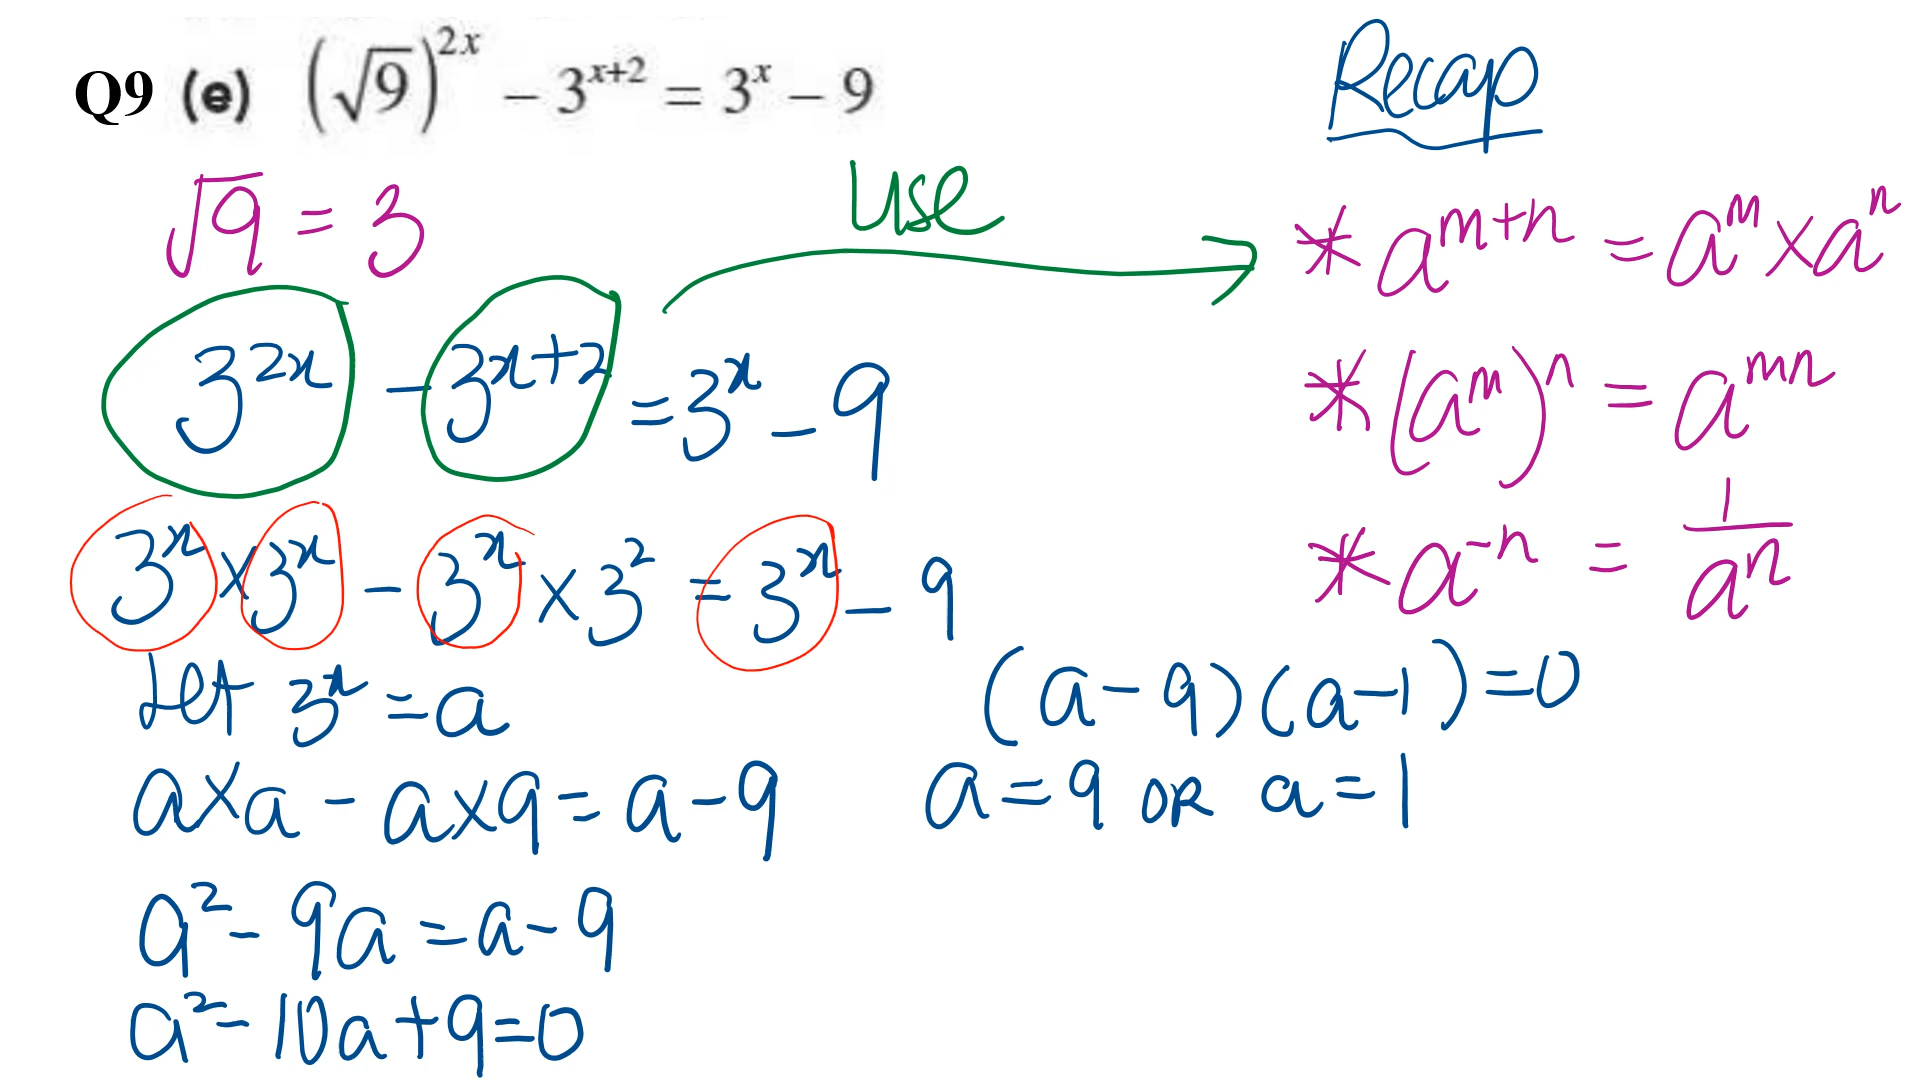 Q9 (e) (√9)^{2x} − 3^{x+2} = 3^x − 9
√9 = 3
use
3^{2x} − 3^{x+2} = 3^x − 9
3^x × 3^x − 3^x × 3^2 = 3^x − 9
Let 3^x = a
a × a − a × 9 = a − 9
a^2 − 9a = a − 9
a^2 − 10a + 9 = 0
Recap
* a^{m+n} = a^m × a^n
* (a^m)^n = a^{mn}
* a^{-n} = 1/a^n
(a − 9)(a − 1) = 0
a = 9 OR a = 1